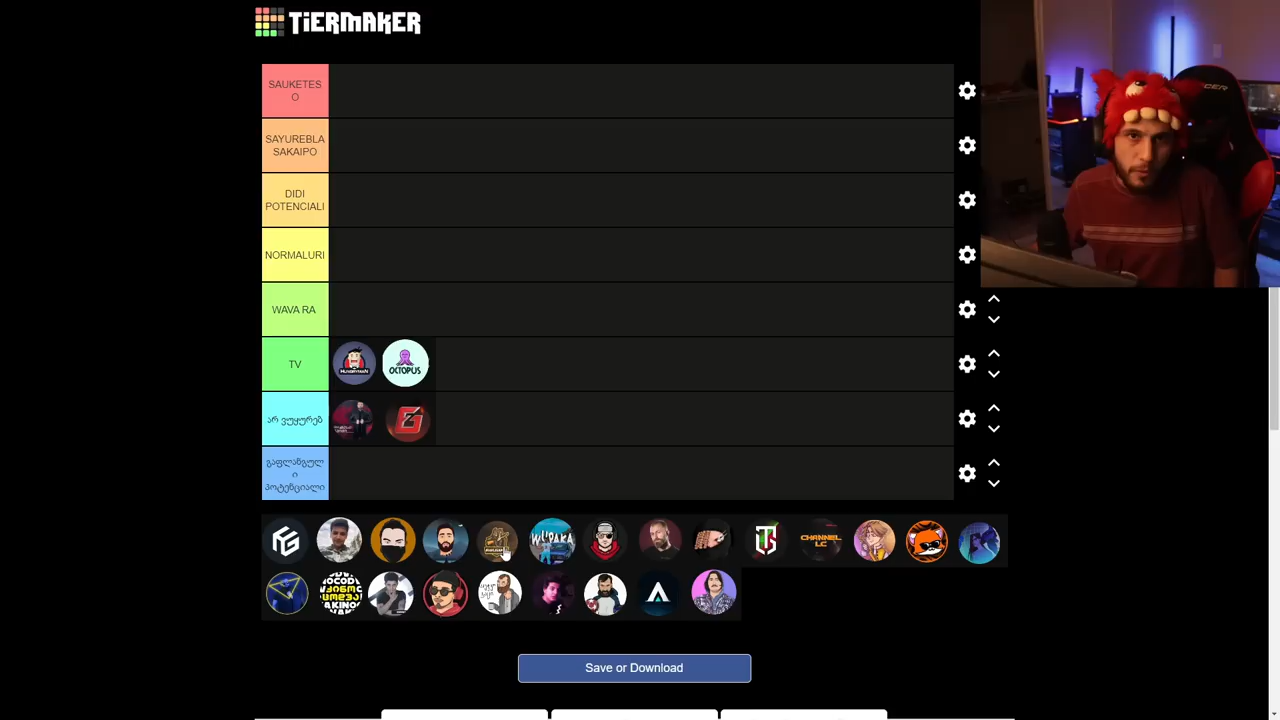 TiERMAKER
SAUKETES
O
SAYUREBLA
SAKAIPO
DIDI
POTENCIALI
NORMALURI
WAVA RA
TV
OCTOPUS
არ ვუყურებ
გაფლანგულ
ი
პოტენციალი
WUPAKA
CHANNEL
LC
Save or Download